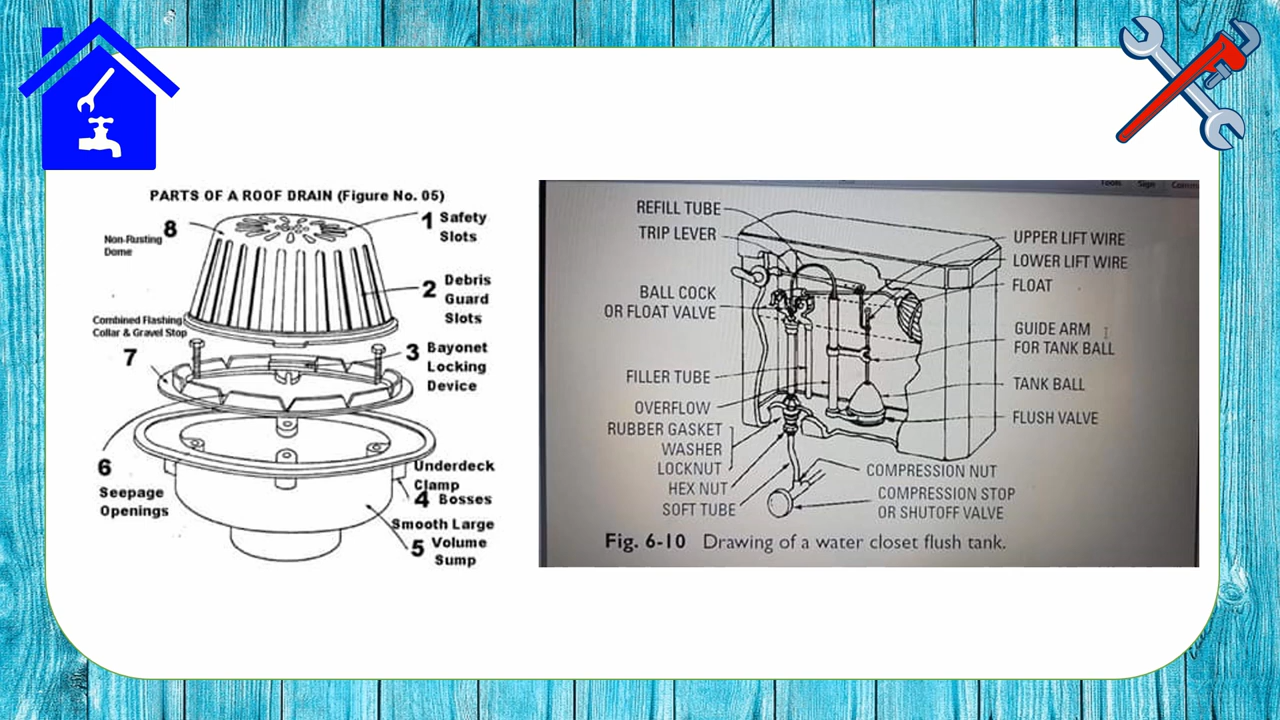 PARTS OF A ROOF DRAIN (Figure No. 05)
8
Non-Rusting
Dome
1 Safety
Slots
2 Debris
Guard
Slots
Combined Flashing
Collar & Gravel Stop
7
3 Bayonet
Locking
Device
6
Seepage
Openings
Underdeck
Clamp
4 Bosses
Smooth Large
5 Volume
Sump
Tools Sign
REFILL TUBE
TRIP LEVER
BALL COCK
OR FLOAT VALVE
FILLER TUBE
OVERFLOW
RUBBER GASKET
WASHER
LOCKNUT
HEX NUT
SOFT TUBE
UPPER LIFT WIRE
LOWER LIFT WIRE
FLOAT
GUIDE ARM
FOR TANK BALL
TANK BALL
FLUSH VALVE
COMPRESSION NUT
COMPRESSION STOP
OR SHUTOFF VALVE
Fig. 6-10 Drawing of a water closet flush tank.